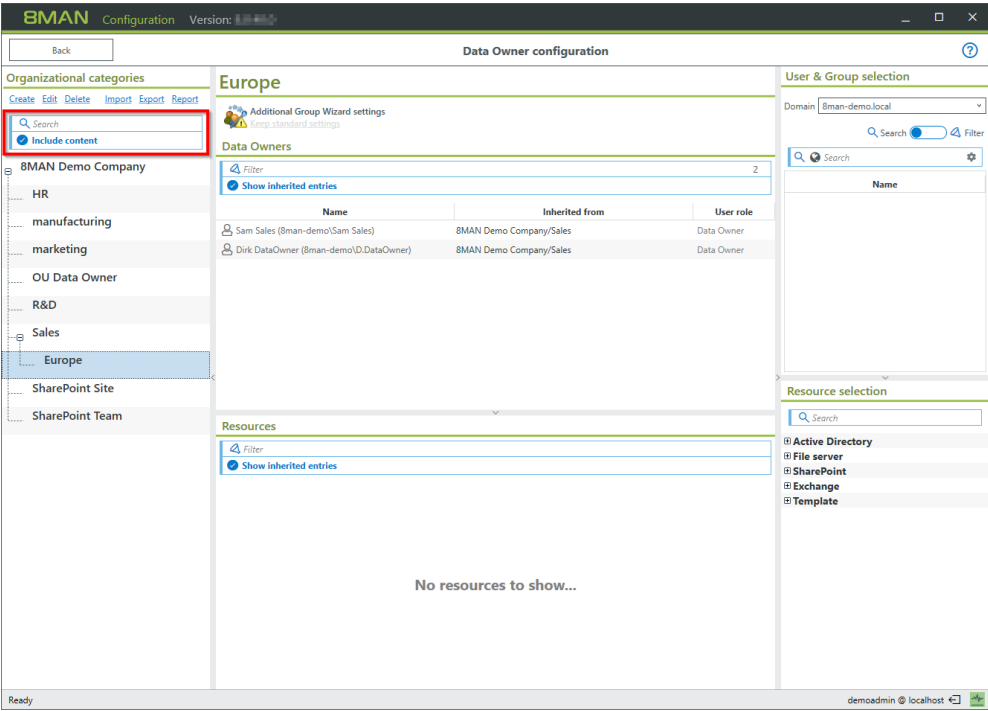 8MAN Configuration Version:
Back
Data Owner configuration
Organizational categories
Create Edit Delete Import Export Report
Search
Include content
8MAN Demo Company
HR
manufacturing
marketing
OU Data Owner
R&D
Sales
Europe
SharePoint Site
SharePoint Team
Europe
Additional Group Wizard settings
Keep standard settings
Data Owners
Filter 2
Show inherited entries
Name Inherited from User role
Sam Sales (8man-demo\Sam Sales) 8MAN Demo Company/Sales Data Owner
Dirk DataOwner (8man-demo\D.DataOwner) 8MAN Demo Company/Sales Data Owner
Resources
Filter
Show inherited entries
No resources to show...
User & Group selection
Domain 8man-demo.local
Search Filter
Search
Name
Resource selection
Search
Active Directory
File server
SharePoint
Exchange
Template
Ready
demoadmin @ localhost